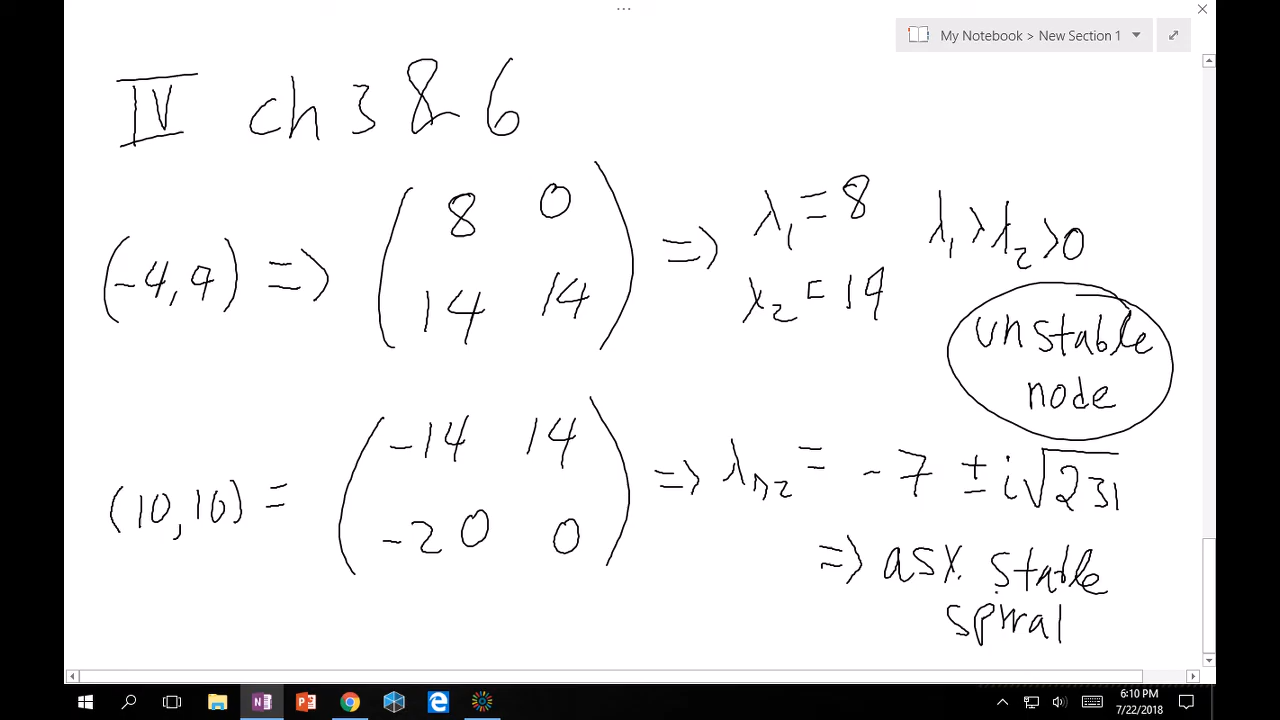 My Notebook > New Section 1
IV ch 3 & 6
(-4,4) => ( 8 0 14 14 ) => λ₁ = 8 λ₁ > λ₂ > 0
λ₂ = 14
unstable
node
(10,10) = ( -14 14 -20 0 ) => λ₁,₂ = -7 ± i√231
=> asx. stable
spiral
6:10 PM
7/22/2018